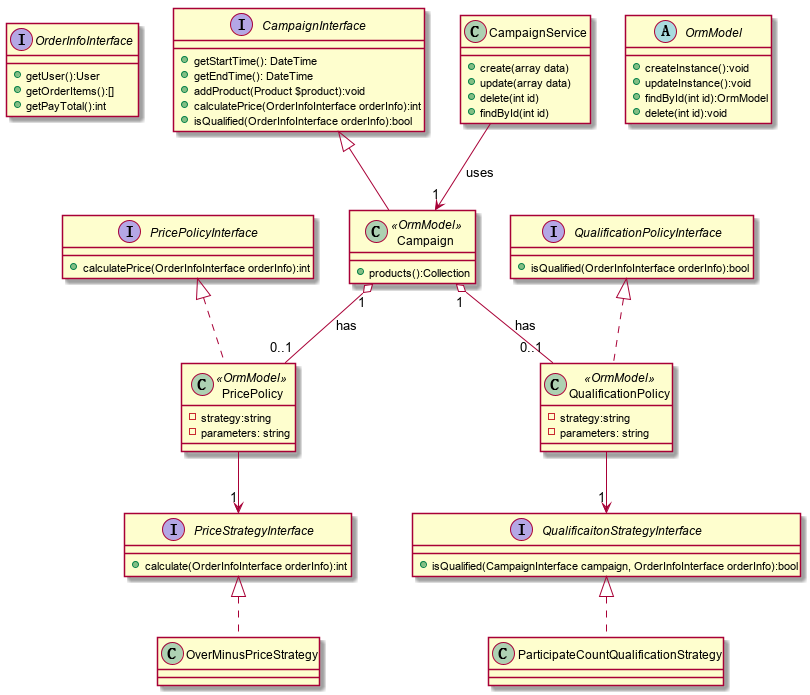 I OrderInfoInterface
getUser():User
getOrderItems():[]
getPayTotal():int
I CampaignInterface
getStartTime(): DateTime
getEndTime(): DateTime
addProduct(Product $product):void
calculatePrice(OrderInfoInterface orderInfo):int
isQualified(OrderInfoInterface orderInfo):bool
C CampaignService
create(array data)
update(array data)
delete(int id)
findById(int id)
A OrmModel
createInstance():void
updateInstance():void
findById(int id):OrmModel
delete(int id):void
uses
1
I PricePolicyInterface
calculatePrice(OrderInfoInterface orderInfo):int
C «OrmModel»
Campaign
products():Collection
I QualificationPolicyInterface
isQualified(OrderInfoInterface orderInfo):bool
1
has
0..1
1
has
0..1
C «OrmModel»
PricePolicy
strategy:string
parameters: string
C «OrmModel»
QualificationPolicy
strategy:string
parameters: string
1
1
I PriceStrategyInterface
calculate(OrderInfoInterface orderInfo):int
I QualificaitonStrategyInterface
isQualified(CampaignInterface campaign, OrderInfoInterface orderInfo):bool
C OverMinusPriceStrategy
C ParticipateCountQualificationStrategy